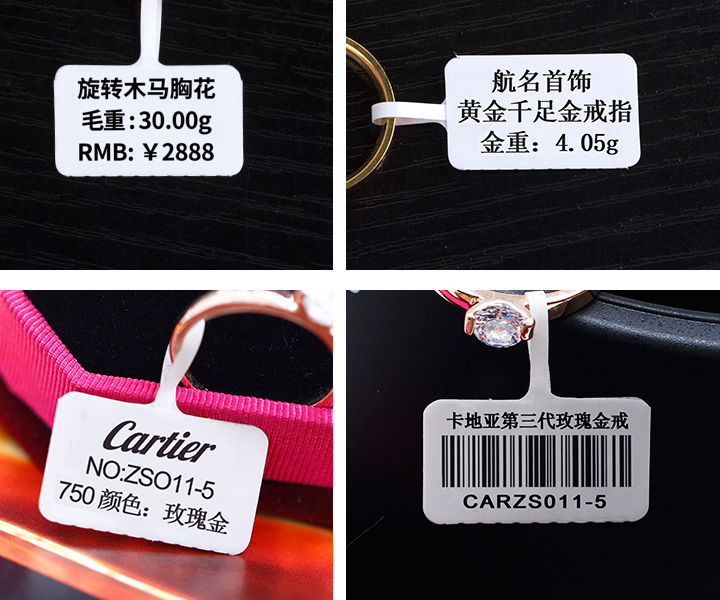 旋转木马胸花
毛重:30.00g
RMB: ¥2888
航名首饰
黄金千足金戒指
金重：4.05g
Cartier
NO:ZSO11-5
750 颜色：玫瑰金
卡地亚第三代玫瑰金戒
CARZS011-5